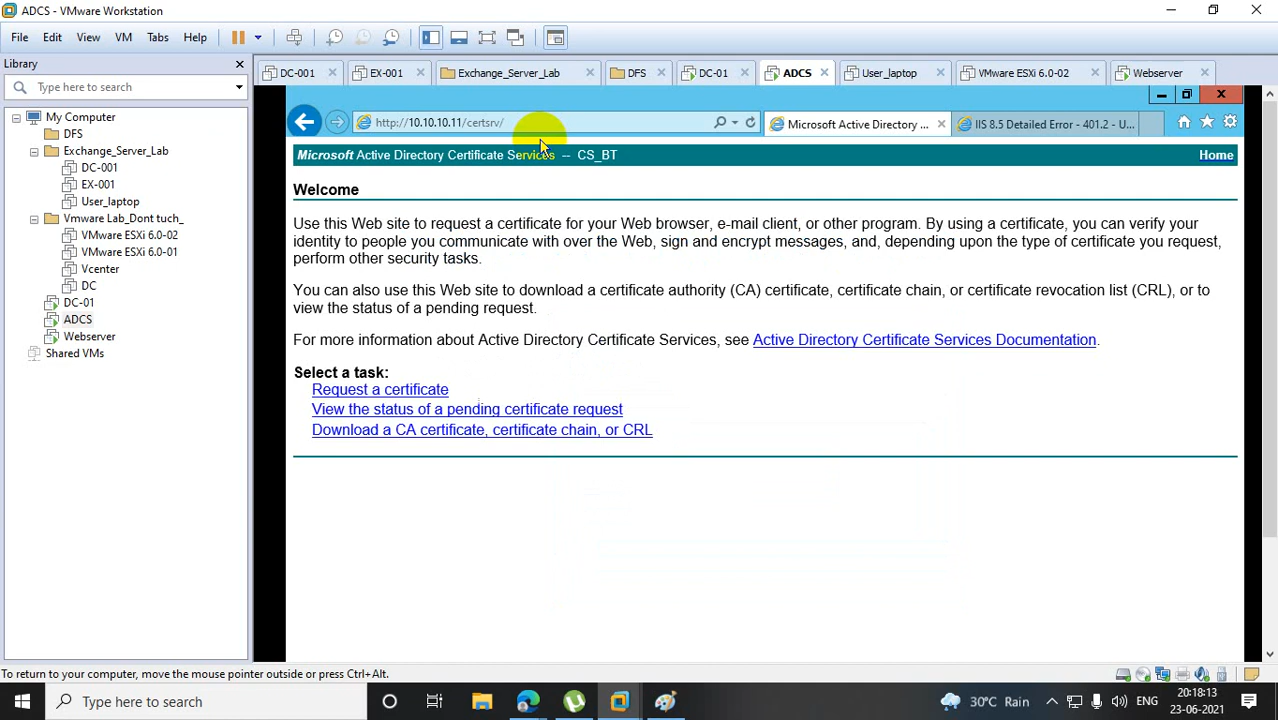 ADCS - VMware Workstation
File Edit View VM Tabs Help
Library
Type here to search
My Computer
DFS
Exchange_Server_Lab
DC-001
EX-001
User_laptop
Vmware Lab_Dont tuch_
VMware ESXi 6.0-02
VMware ESXi 6.0-01
Vcenter
DC
DC-01
ADCS
Webserver
Shared VMs
DC-001 EX-001 Exchange_Server_Lab DFS DC-01 ADCS User_laptop VMware ESXi 6.0-02 Webserver
http://10.10.10.11/certsrv/ Microsoft Active Directory ... IIS 8.5 Detailed Error - 401.2 - U...
Microsoft Active Directory Certificate Services -- CS_BT Home
Welcome
Use this Web site to request a certificate for your Web browser, e-mail client, or other program. By using a certificate, you can verify your
identity to people you communicate with over the Web, sign and encrypt messages, and, depending upon the type of certificate you request,
perform other security tasks.
You can also use this Web site to download a certificate authority (CA) certificate, certificate chain, or certificate revocation list (CRL), or to
view the status of a pending request.
For more information about Active Directory Certificate Services, see Active Directory Certificate Services Documentation.
Select a task:
Request a certificate
View the status of a pending certificate request
Download a CA certificate, certificate chain, or CRL
To return to your computer, move the mouse pointer outside or press Ctrl+Alt.
Type here to search
30°C Rain
ENG
20:18:13
23-06-2021